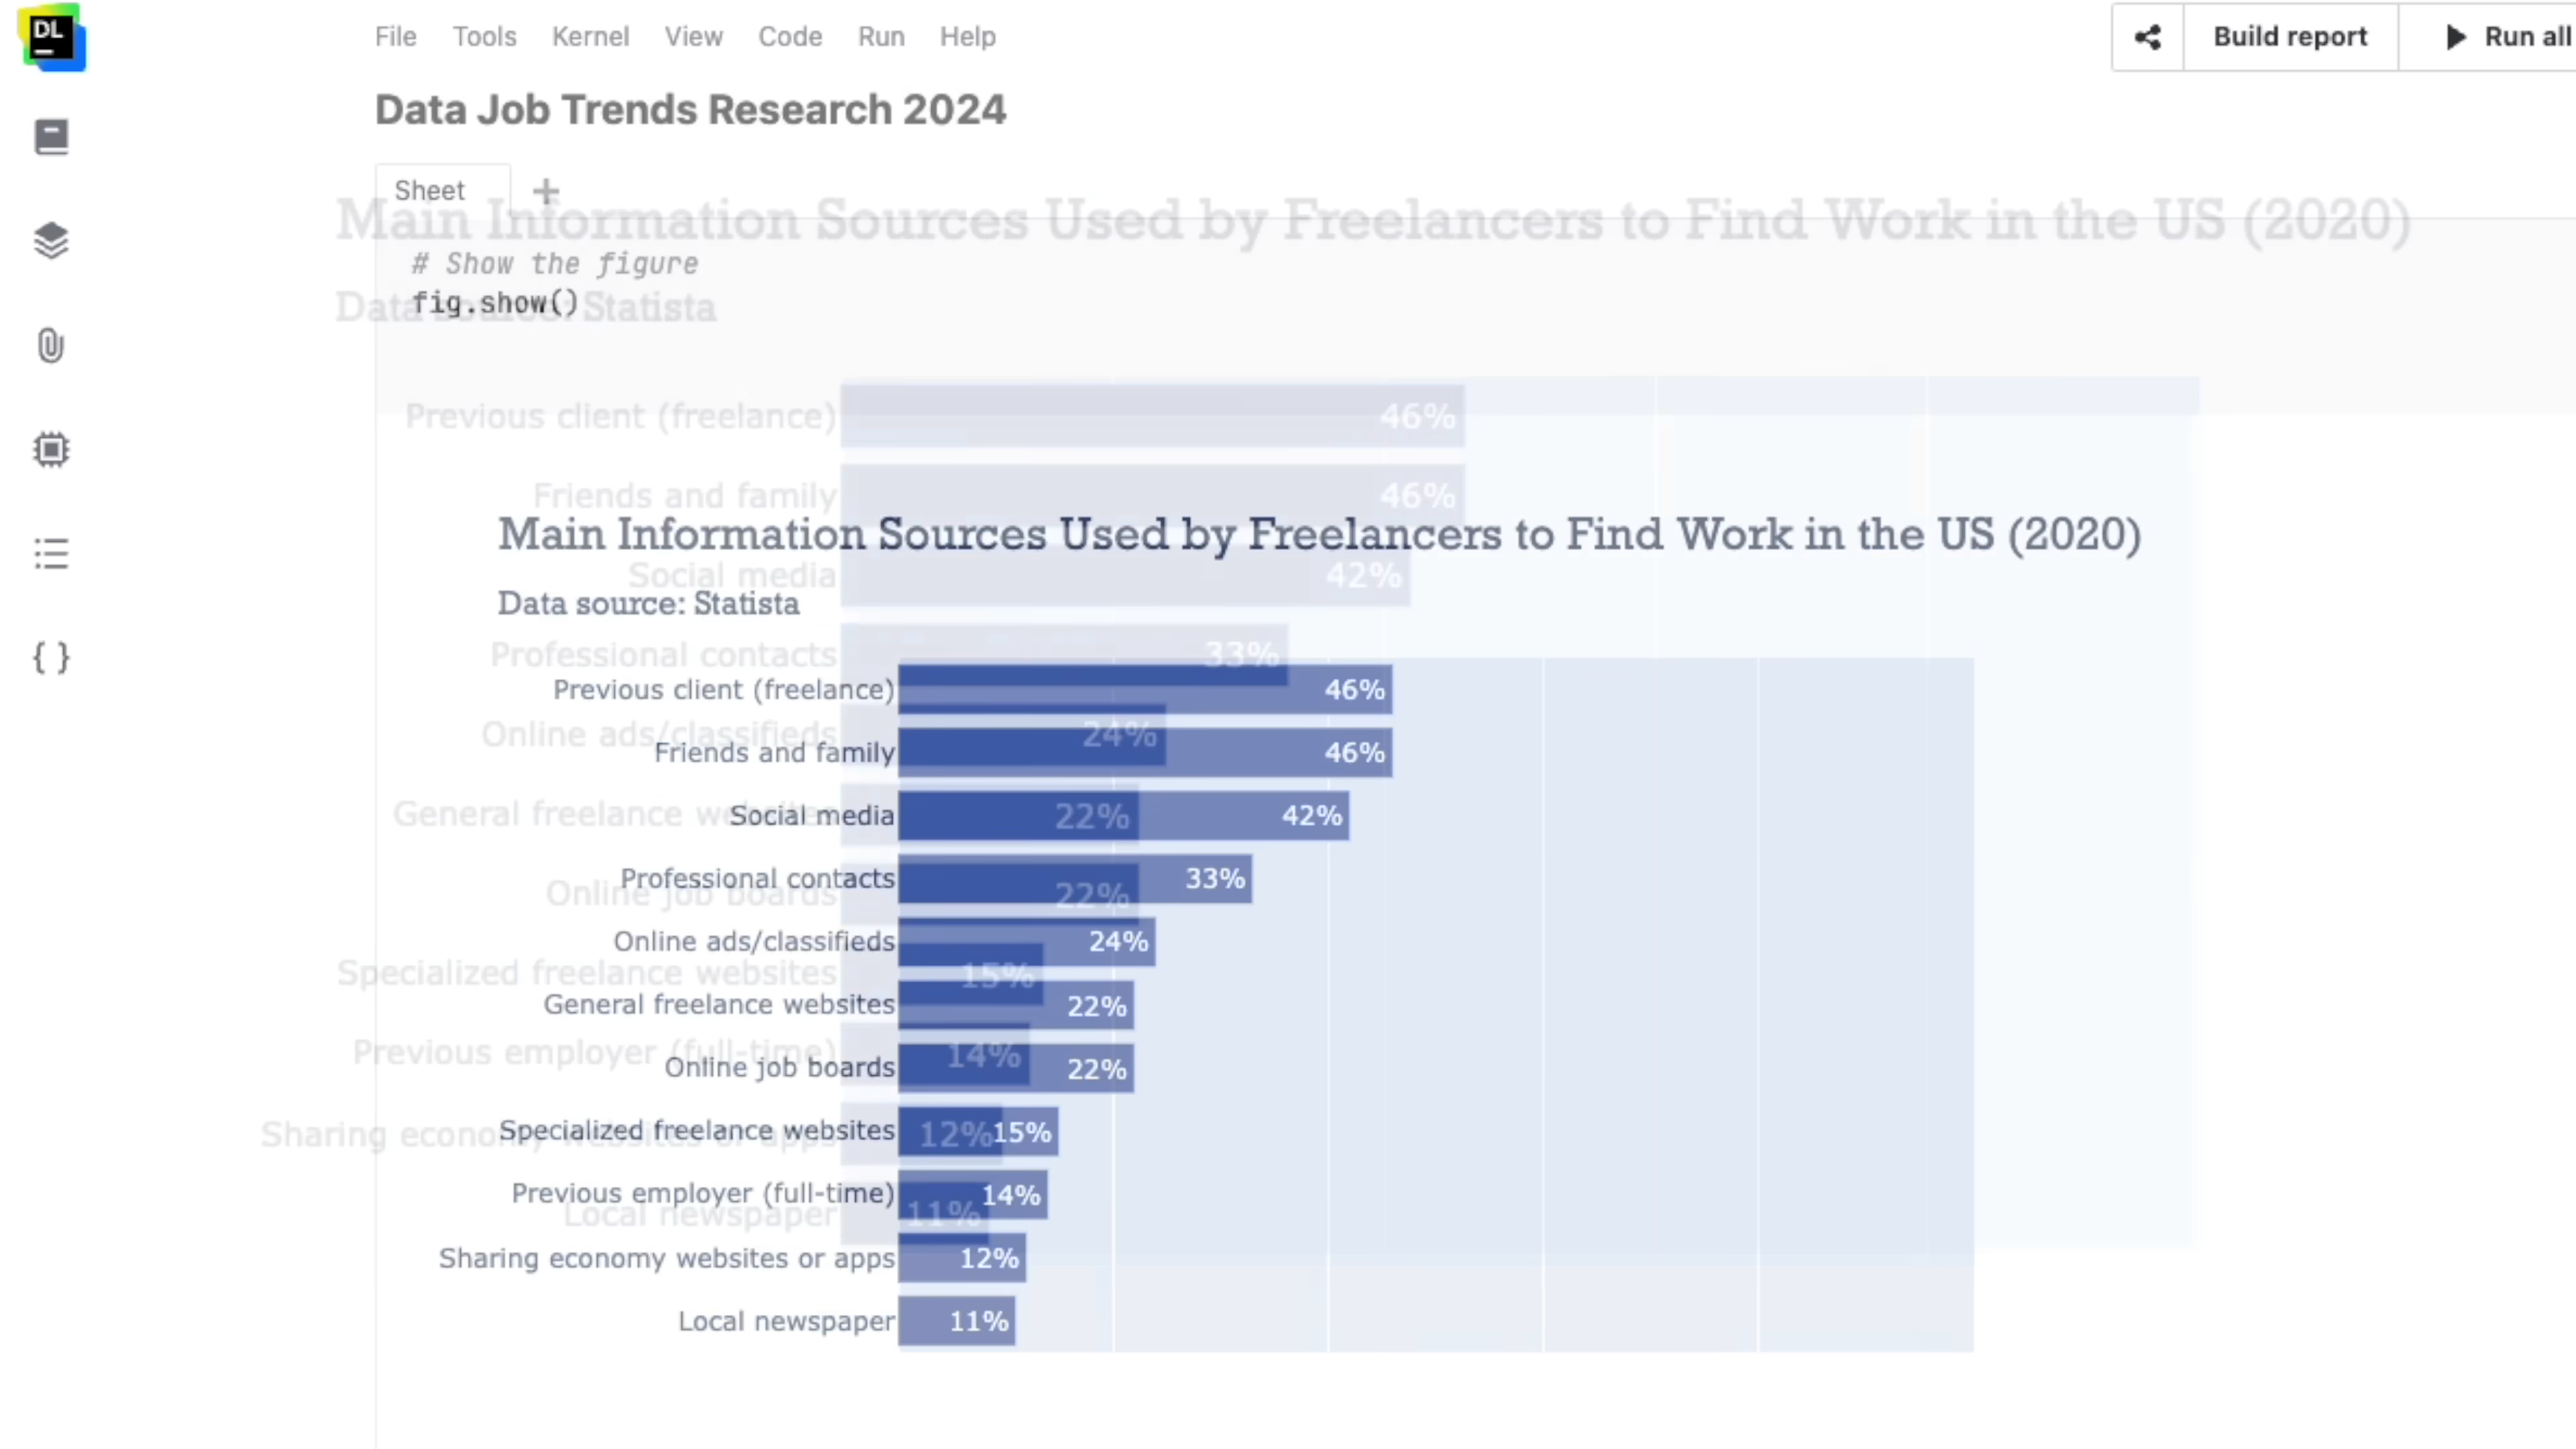 DL
File Tools Kernel View Code Run Help
Build report
Run all
Data Job Trends Research 2024
Sheet
Main Information Sources Used by Freelancers to Find Work in the US (2020)
# Show the figure
fig.show()
Data source: Statista
Previous client (freelance) 46%
Friends and family 46%
Main Information Sources Used by Freelancers to Find Work in the US (2020)
Social media 42%
Data source: Statista
Professional contacts 33%
Previous client (freelance) 46%
Online ads/classifieds 24%
Friends and family 46%
General freelance websites 22%
Social media 42%
Professional contacts 33%
Online job boards 22%
Online ads/classifieds 24%
Specialized freelance websites 15%
General freelance websites 22%
Previous employer (full-time) 14%
Online job boards 22%
Specialized freelance websites 15%
Sharing economy websites or apps 12%
Previous employer (full-time) 14%
Local newspaper 11%
Sharing economy websites or apps 12%
Local newspaper 11%